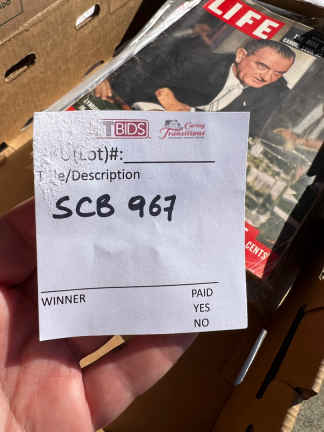 LIFE
BIDS
Caring
Transitions
(Lot)#:
Title/Description
SCB 967
CENTS
WINNER
PAID
YES
NO